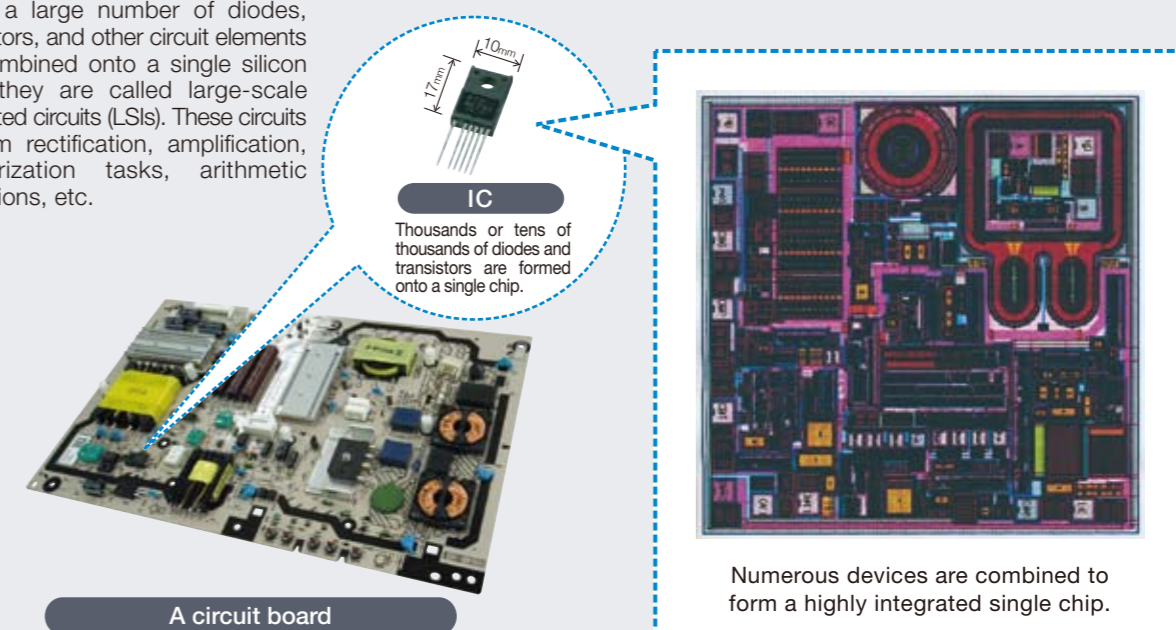 a large number of diodes,
tors, and other circuit elements
mbined onto a single silicon
they are called large-scale
ted circuits (LSIs). These circuits
m rectification, amplification,
rization tasks, arithmetic
ions, etc.
10mm
17mm
IC
Thousands or tens of
thousands of diodes and
transistors are formed
onto a single chip.
A circuit board
Numerous devices are combined to
form a highly integrated single chip.